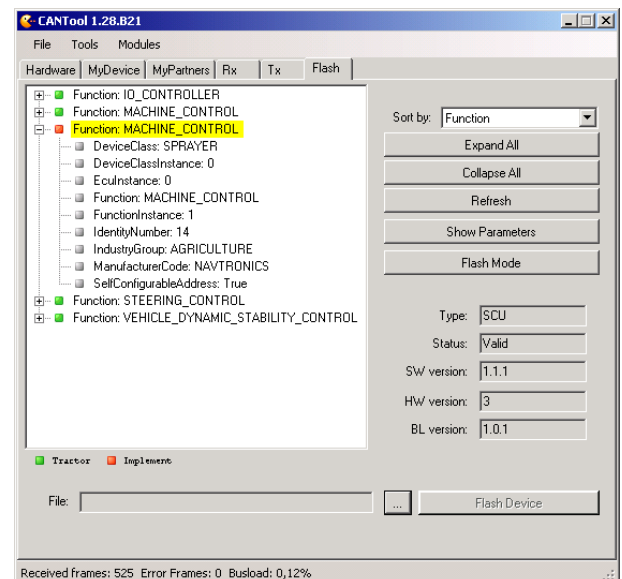 CANTool 1.28.B21
File Tools Modules
Hardware MyDevice MyPartners Rx Tx Flash
Function: IO_CONTROLLER
Function: MACHINE_CONTROL
Function: MACHINE_CONTROL
DeviceClass: SPRAYER
DeviceClassInstance: 0
EcuInstance: 0
Function: MACHINE_CONTROL
FunctionInstance: 1
IdentityNumber: 14
IndustryGroup: AGRICULTURE
ManufacturerCode: NAVTRONICS
SelfConfigurableAddress: True
Function: STEERING_CONTROL
Function: VEHICLE_DYNAMIC_STABILITY_CONTROL
Tractor Implement
Sort by: Function
Expand All
Collapse All
Refresh
Show Parameters
Flash Mode
Type: SCU
Status: Valid
SW version: 1.1.1
HW version: 3
BL version: 1.0.1
File: ... Flash Device
Received frames: 525 Error Frames: 0 Busload: 0,12%